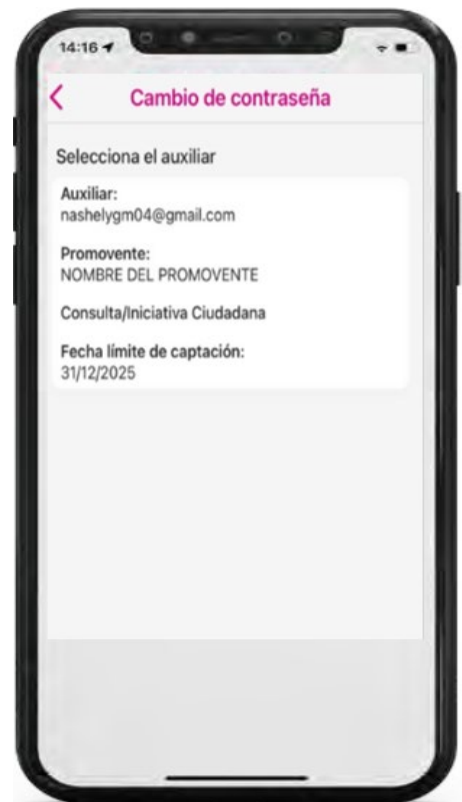 14:16
Cambio de contraseña
Selecciona el auxiliar
Auxiliar:
nashelygm04@gmail.com
Promovente:
NOMBRE DEL PROMOVENTE
Consulta/Iniciativa Ciudadana
Fecha límite de captación:
31/12/2025